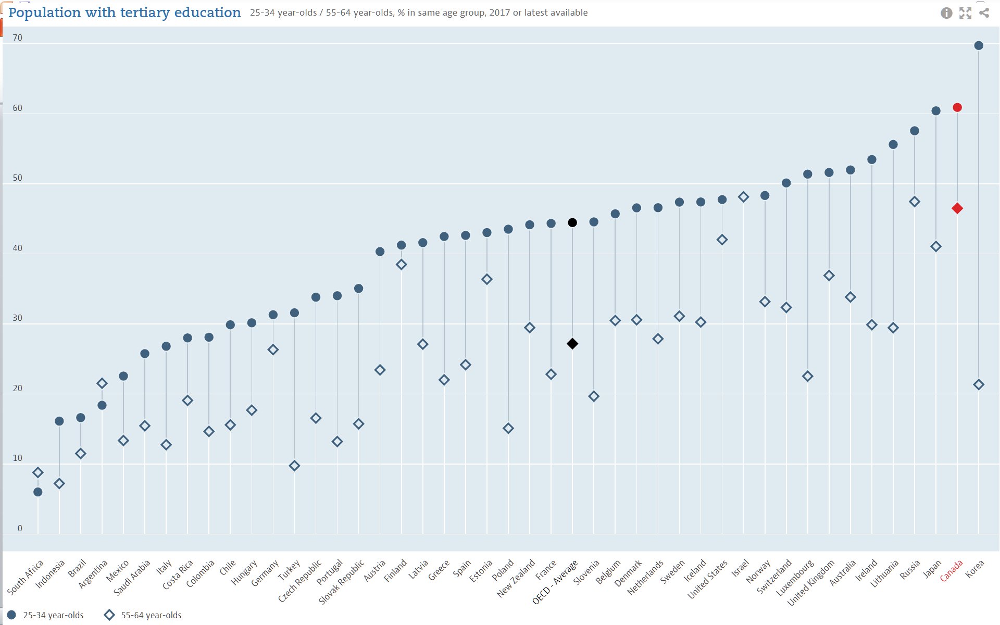 Population with tertiary education 25-34 year-olds / 55-64 year-olds, % in same age group, 2017 or latest available
70
60
50
40
30
20
10
0
South Africa
Indonesia
Brazil
Argentina
Mexico
Saudi Arabia
Italy
Costa Rica
Colombia
Chile
Hungary
Germany
Turkey
Czech Republic
Portugal
Slovak Republic
Austria
Finland
Latvia
Greece
Spain
Estonia
Poland
New Zealand
France
OECD - Average
Slovenia
Belgium
Denmark
Netherlands
Sweden
Iceland
United States
Israel
Norway
Switzerland
Luxembourg
United Kingdom
Australia
Ireland
Lithuania
Russia
Japan
Canada
Korea
25-34 year-olds 55-64 year-olds